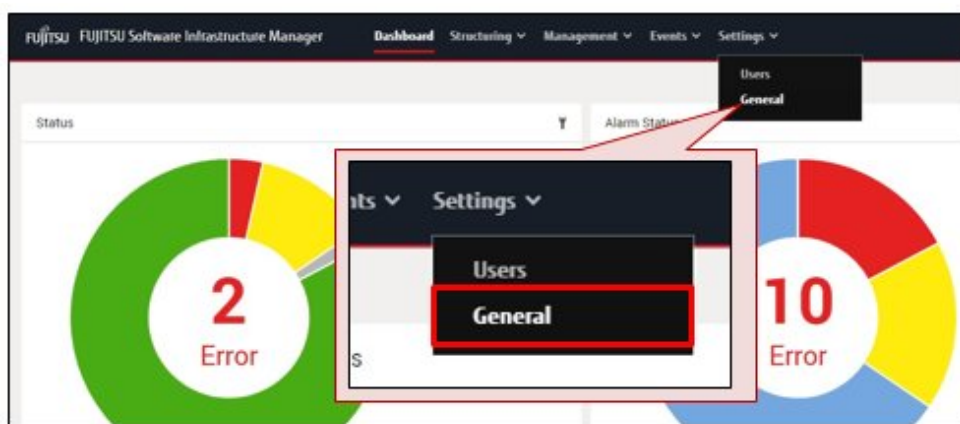 FUJITSU FUJITSU Software Infrastructure Manager Dashboard Structuring Management Events Settings
Users
General
Status
Alarm Status
nts Settings
Users
General
s
2
Error
10
Error